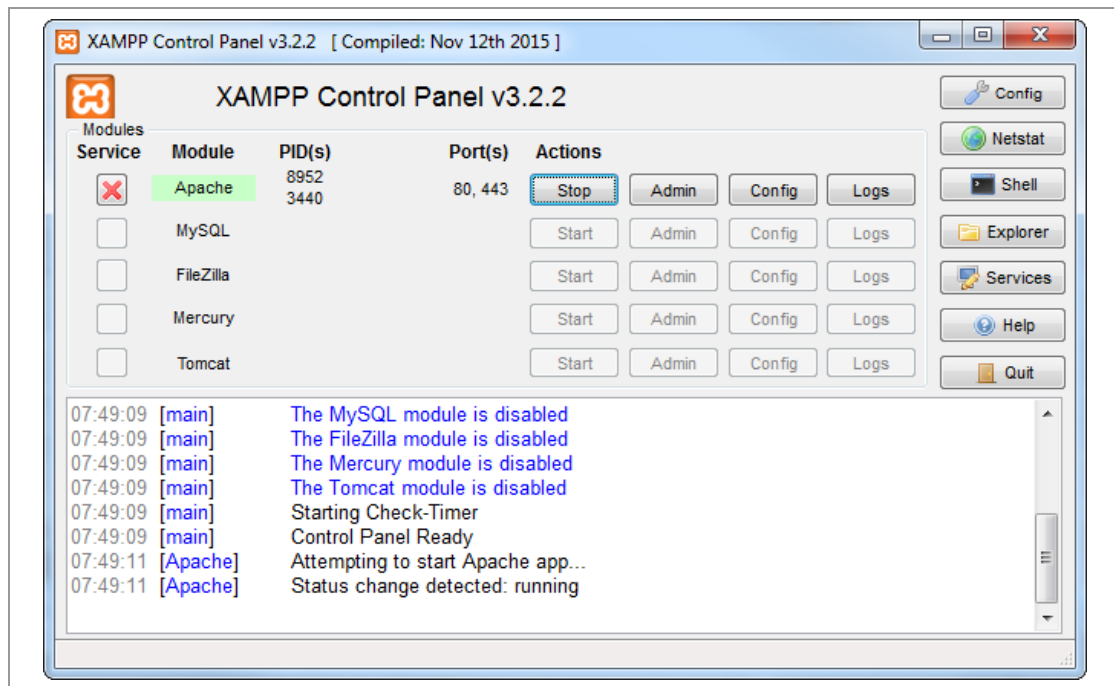 XAMPP Control Panel v3.2.2 [ Compiled: Nov 12th 2015 ]
XAMPP Control Panel v3.2.2
Config
Modules
Netstat
Service Module PID(s) Port(s) Actions
Apache 8952 3440 80, 443 Stop Admin Config Logs
Shell
MySQL Start Admin Config Logs
Explorer
FileZilla Start Admin Config Logs
Services
Mercury Start Admin Config Logs
Help
Tomcat Start Admin Config Logs
Quit
07:49:09 [main] The MySQL module is disabled
07:49:09 [main] The FileZilla module is disabled
07:49:09 [main] The Mercury module is disabled
07:49:09 [main] The Tomcat module is disabled
07:49:09 [main] Starting Check-Timer
07:49:09 [main] Control Panel Ready
07:49:11 [Apache] Attempting to start Apache app...
07:49:11 [Apache] Status change detected: running